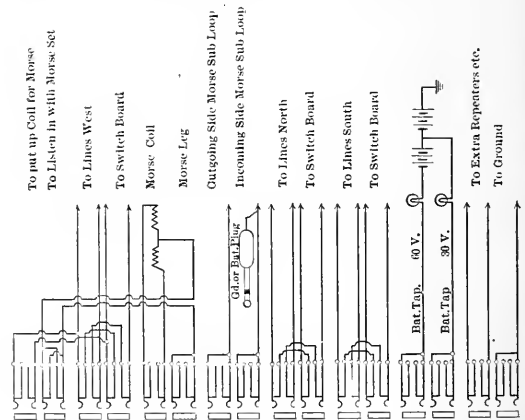 To put up Coil for Morse
To Listen in with Morse Set
To Lines West
To Switch Board
Morse Coil
Morse Leg
Outgoing Side Morse Sub Loop
Incoming Side Morse Sub Loop
Gd. or Bat. Plug
To Lines North
To Switch Board
To Lines South
To Switch Board
Bat. Tap. 60 V.
Bat. Tap 30 V.
To Extra Repeaters etc.
To Ground